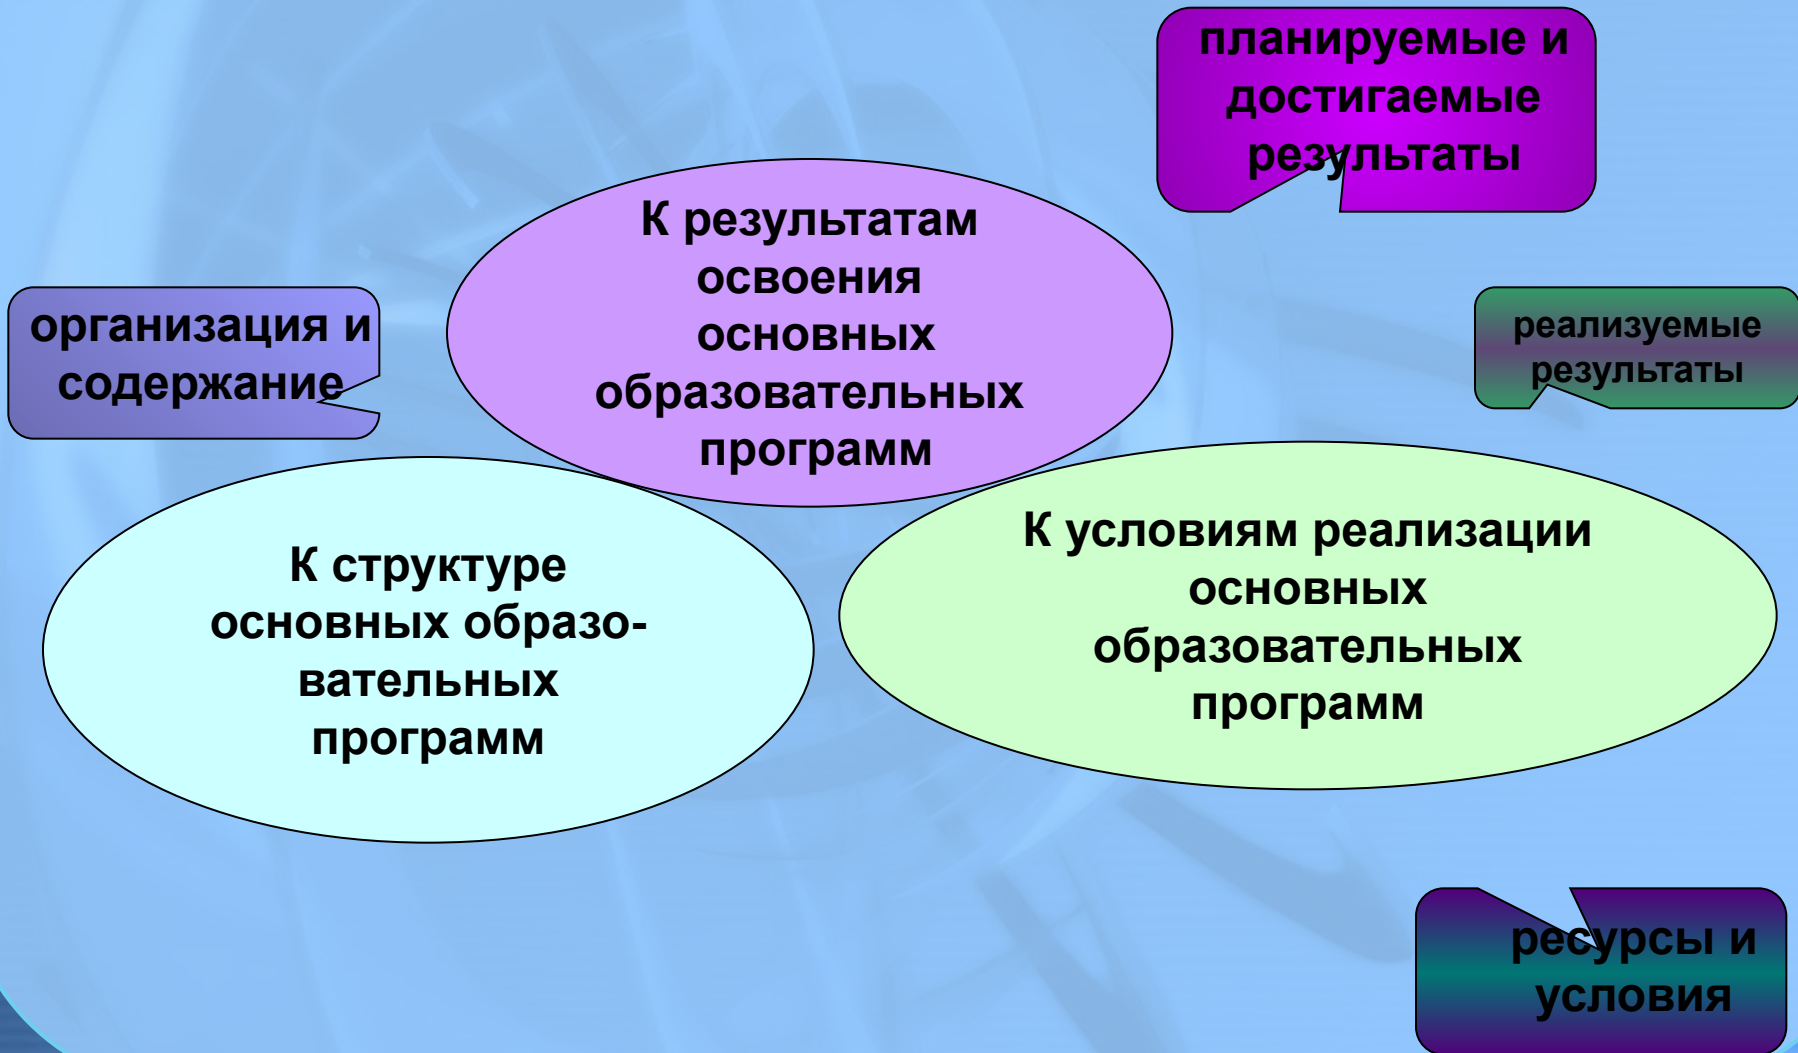 планируемые и
достигаемые
результаты
К результатам
освоения
основных
образовательных
программ
организация и
содержание
реализуемые
результаты
К структуре
основных образо-
вательных
программ
К условиям реализации
основных
образовательных
программ
ресурсы и
условия